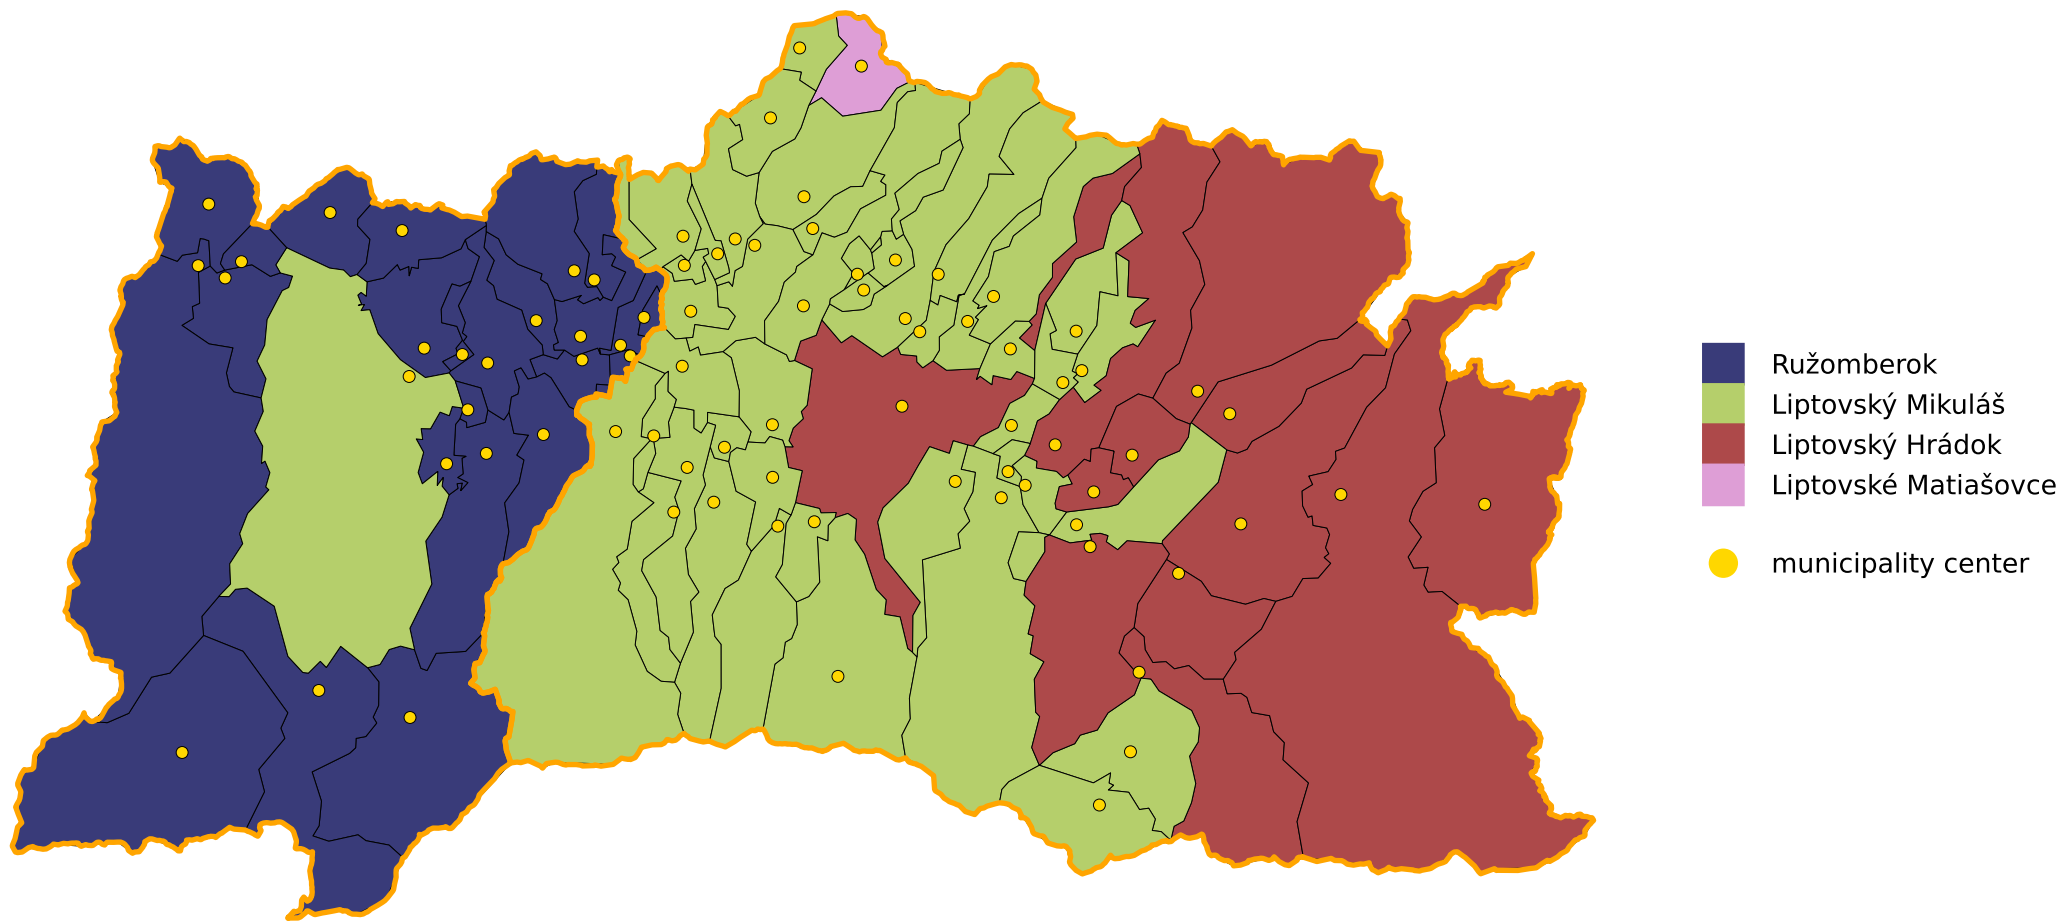 Ružomberok
Liptovský Mikuláš
Liptovský Hrádok
Liptovské Matiašovce
municipality center